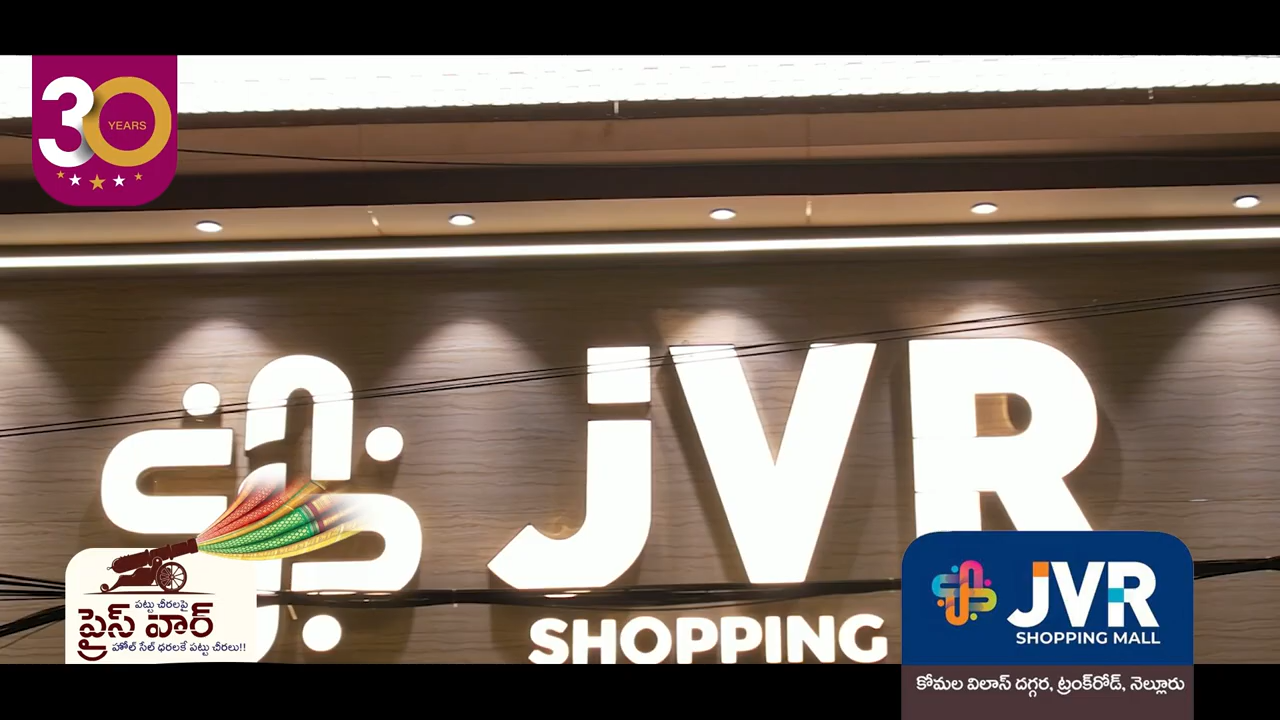 30
YEARS
JVR
SHOPPING
పట్టు చీరలపై
ప్రైస్ వార్
హోల్ సేల్ ధరలకే పట్టు చీరలు!!
JVR
SHOPPING MALL
కోమల విలాస్ దగ్గర, ట్రంక్‌రోడ్, నెల్లూరు